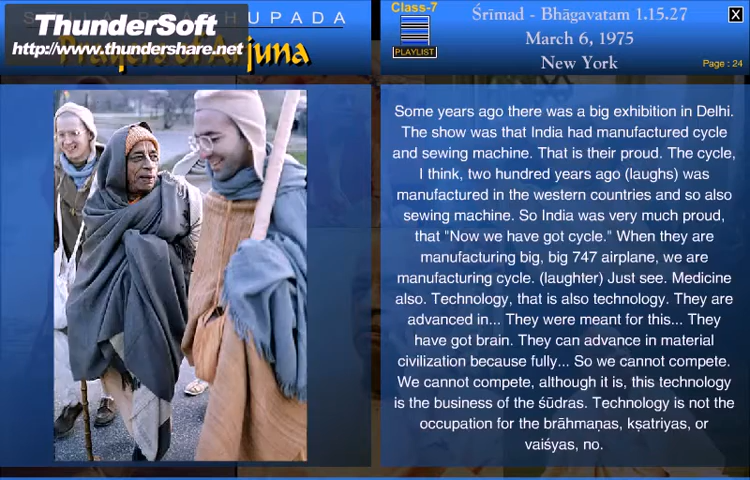 ThunderSoft
http://www.thundershare.net
Prayers of Arjuna
Class-7
PLAYLIST
Śrīmad - Bhāgavatam 1.15.27
March 6, 1975
New York
X
Page : 24
Some years ago there was a big exhibition in Delhi.
The show was that India had manufactured cycle
and sewing machine. That is their proud. The cycle,
I think, two hundred years ago (laughs) was
manufactured in the western countries and so also
sewing machine. So India was very much proud,
that "Now we have got cycle." When they are
manufacturing big, big 747 airplane, we are
manufacturing cycle. (laughter) Just see. Medicine
also. Technology, that is also technology. They are
advanced in... They were meant for this... They
have got brain. They can advance in material
civilization because fully... So we cannot compete.
We cannot compete, although it is, this technology
is the business of the śūdras. Technology is not the
occupation for the brāhmaṇas, kṣatriyas, or
vaiśyas, no.